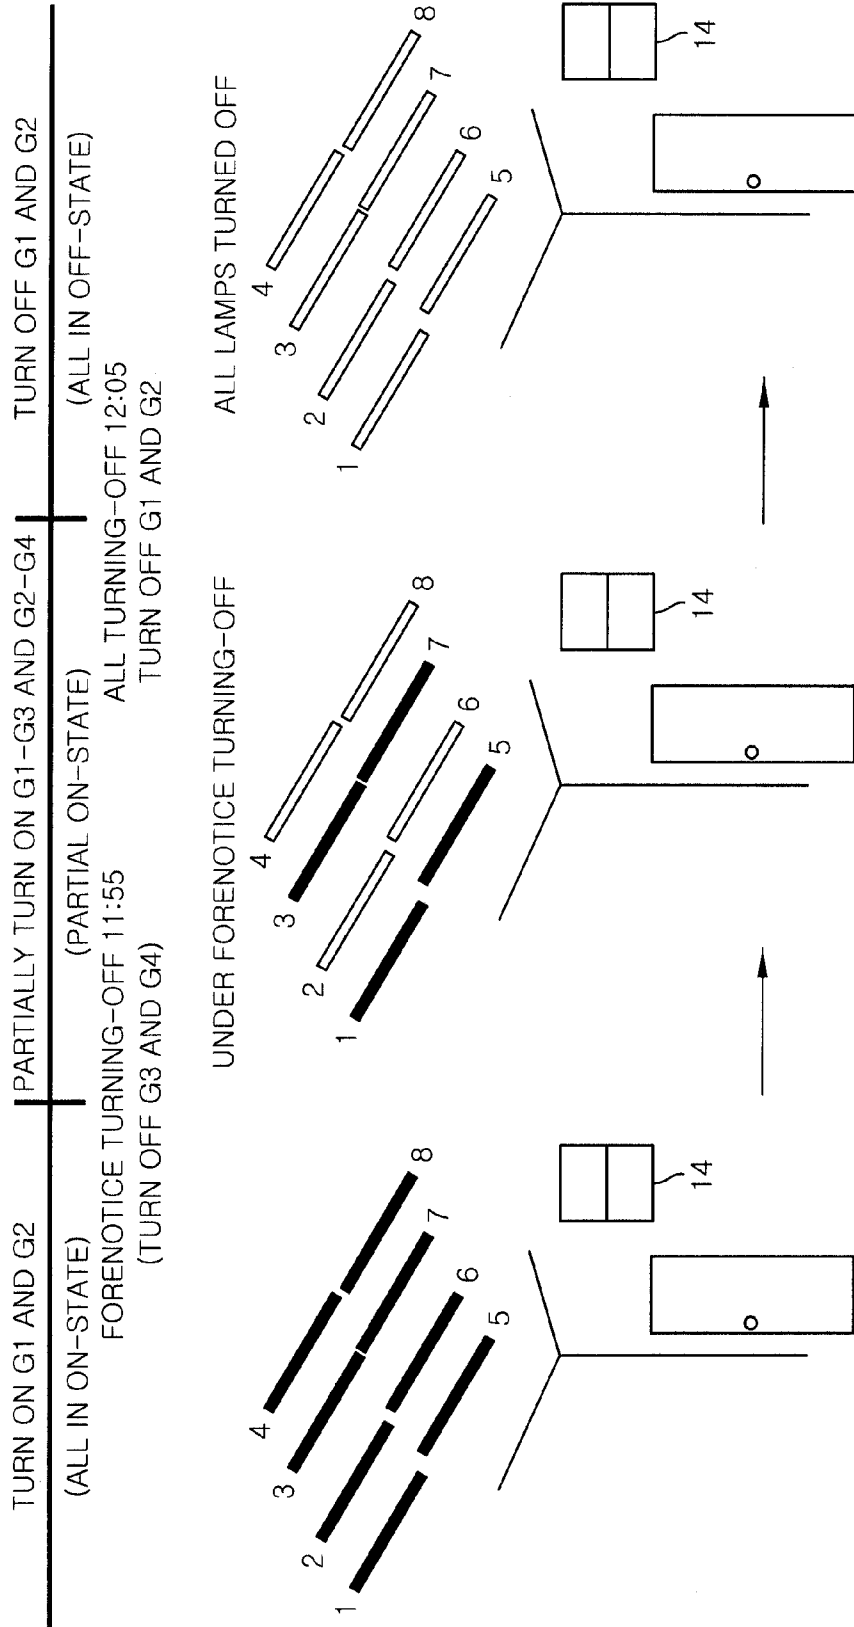 TURN ON G1 AND G2
PARTIALLY TURN ON G1-G3 AND G2-G4
TURN OFF G1 AND G2
(ALL IN ON-STATE)
(PARTIAL ON-STATE)
(ALL IN OFF-STATE)
FORENOTICE TURNING-OFF 11:55
ALL TURNING-OFF 12:05
(TURN OFF G3 AND G4)
TURN OFF G1 AND G2
UNDER FORENOTICE TURNING-OFF
ALL LAMPS TURNED OFF
1
2
3
4
5
6
7
8
14
1
2
3
4
5
6
7
8
14
1
2
3
4
5
6
7
8
14